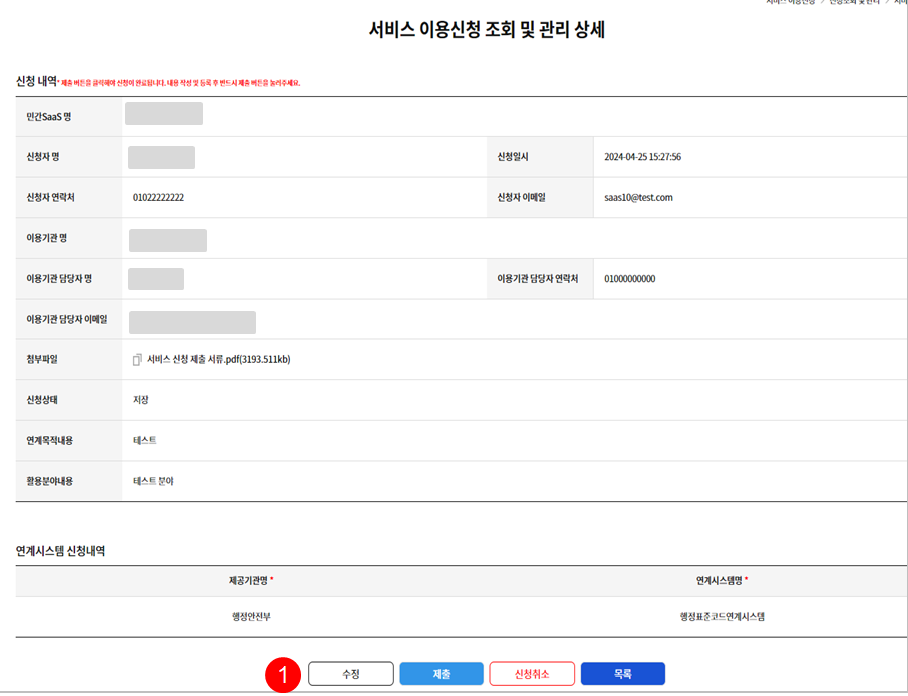 서비스 이용신청 > 신청조회 및 관리 > 서비
서비스 이용신청 조회 및 관리 상세
신청 내역* 제출 버튼을 클릭해야 신청이 완료됩니다. 내용 작성 및 등록 후 반드시 제출 버튼을 눌러주세요.
민간SaaS 명
신청자 명 신청일시 2024-04-25 15:27:56
신청자 연락처 01022222222 신청자 이메일 saas10@test.com
이용기관 명
이용기관 담당자 명 이용기관 담당자 연락처 01000000000
이용기관 담당자 이메일
첨부파일 서비스 신청 제출 서류.pdf(3193.511kb)
신청상태 저장
연계목적내용 테스트
활용분야내용 테스트 분야
연계시스템 신청내역
제공기관명 * 연계시스템명 *
행정안전부 행정표준코드연계시스템
1 수정 제출 신청취소 목록